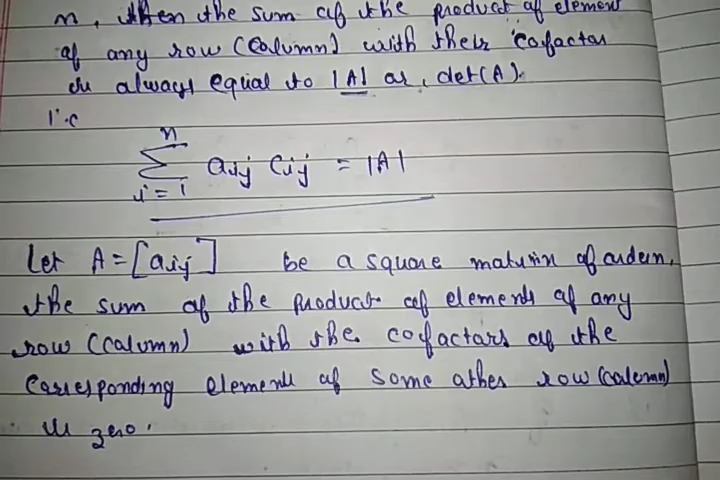 n, then the sum of the product of element
of any row (column) with their cofactor
is always equal to |A| or, det(A).
i.e
n
∑ aij Cij = |A|
i=1
Let A = [aij] be a square matrix of order n,
the sum of the product of elements of any
row (column) with the cofactors of the
corresponding elements of some other row (column)
is zero.